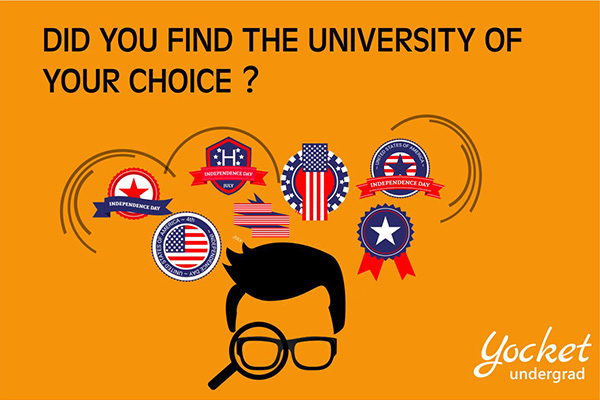 DID YOU FIND THE UNIVERSITY OF
YOUR CHOICE ?
H
INDEPENDENCE DAY
JULY
UNITED STATES OF AMERICA
INDEPENDENCE DAY
INDEPENDENCE DAY
UNITED STATES OF AMERICA ~ 4th
INDEPENDENCE DAY
yocket
undergrad